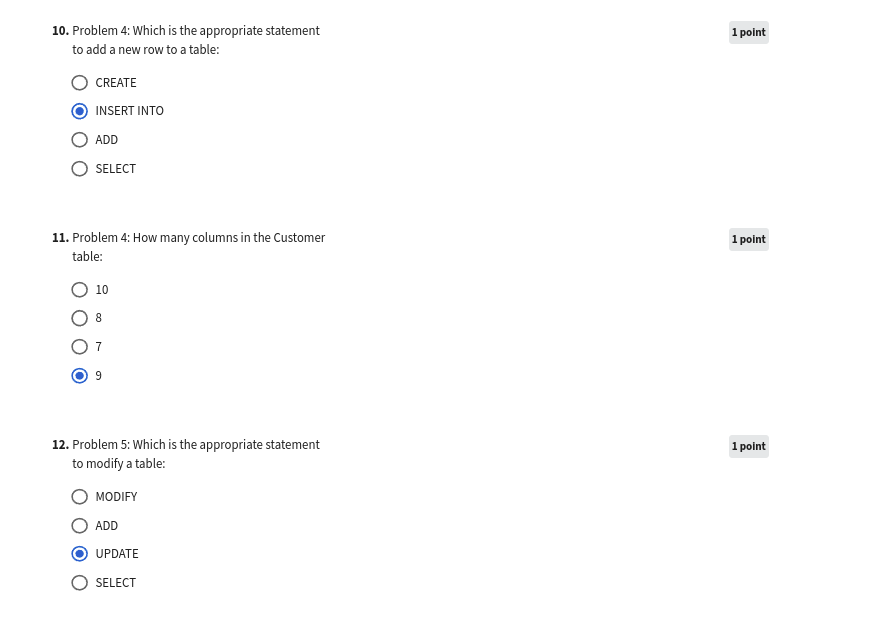 10. Problem 4: Which is the appropriate statement
to add a new row to a table:
1 point
CREATE
INSERT INTO
ADD
SELECT
11. Problem 4: How many columns in the Customer
table:
1 point
10
8
7
9
12. Problem 5: Which is the appropriate statement
to modify a table:
1 point
MODIFY
ADD
UPDATE
SELECT